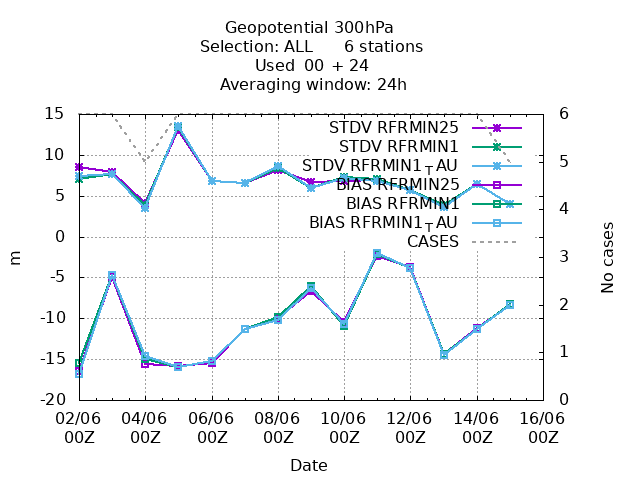 Geopotential 300hPa
Selection: ALL 6 stations
Used 00 + 24
Averaging window: 24h
15
10
5
0
-5
-10
-15
-20
m
6
5
4
3
2
1
0
No cases
STDV RFRMIN25
STDV RFRMIN1
STDV RFRMIN1TAU
BIAS RFRMIN25
BIAS RFRMIN1
BIAS RFRMIN1TAU
CASES
02/06 04/06 06/06 08/06 10/06 12/06 14/06 16/06
00Z 00Z 00Z 00Z 00Z 00Z 00Z 00Z
Date